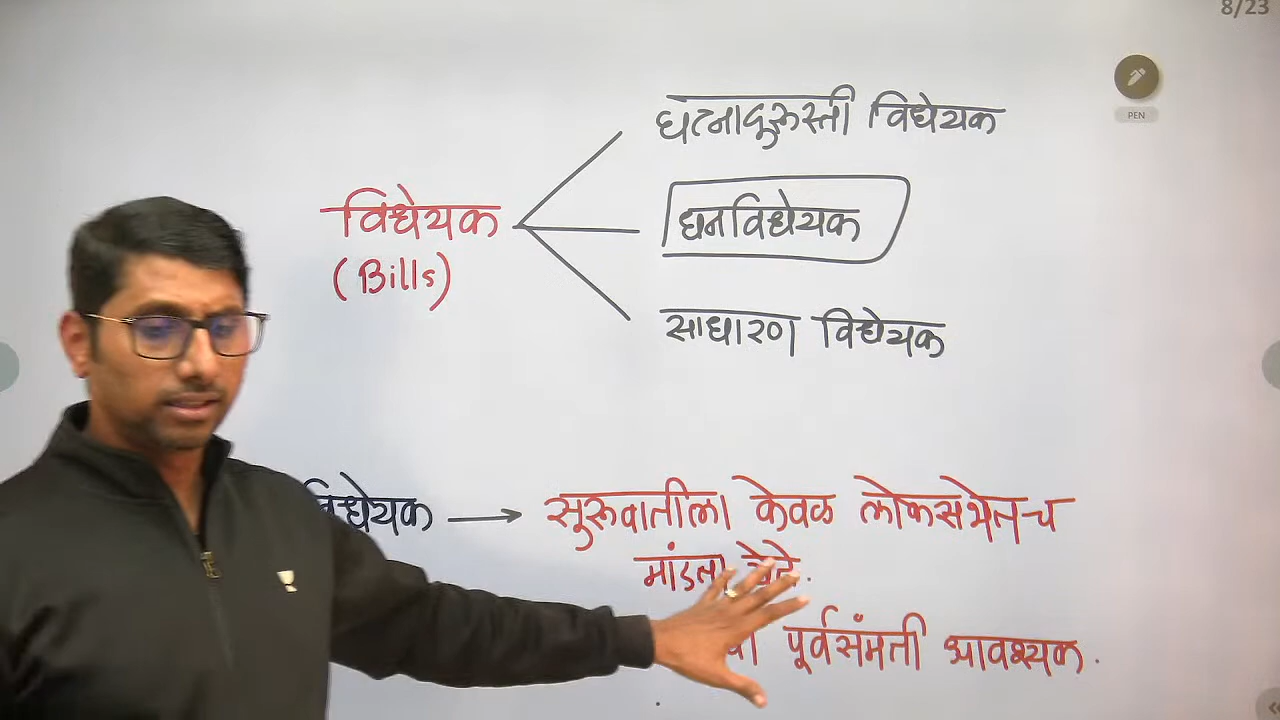 8/23
PEN
घटनादुरुस्ती विधेयक
विधेयक
(Bills)
धनविधेयक
साधारण विधेयक
विधेयक → सुरूवातीला केवळ लोकसभेतच
मांडता येते.
पूर्वसंमती आवश्यक.